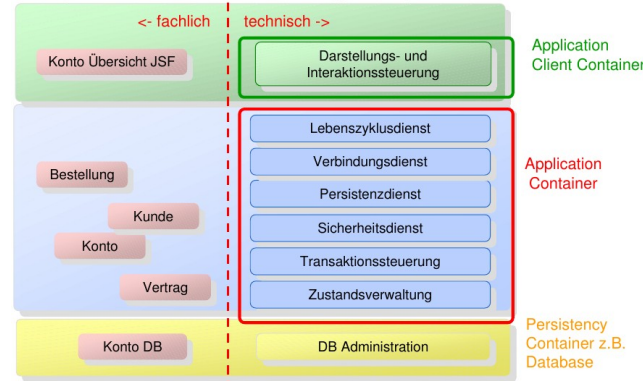 <- fachlich
technisch ->
Konto Übersicht JSF
Darstellungs- und
Interaktionssteuerung
Application
Client Container
Lebenszyklusdienst
Verbindungsdienst
Persistenzdienst
Sicherheitsdienst
Transaktionssteuerung
Zustandsverwaltung
Bestellung
Kunde
Konto
Vertrag
Application
Container
Konto DB
DB Administration
Persistency
Container z.B.
Database